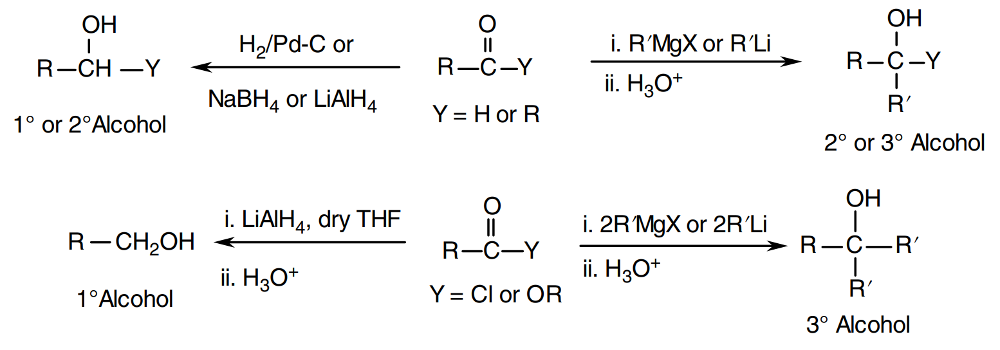 OH
R—CH—Y
1° or 2°Alcohol
H₂/Pd-C or
NaBH₄ or LiAlH₄
O
R—C—Y
Y = H or R
i. R′MgX or R′Li
ii. H₃O⁺
OH
R—C—Y
R′
2° or 3° Alcohol
R—CH₂OH
1°Alcohol
i. LiAlH₄, dry THF
ii. H₃O⁺
O
R—C—Y
Y = Cl or OR
i. 2R′MgX or 2R′Li
ii. H₃O⁺
OH
R—C—R′
R′
3° Alcohol